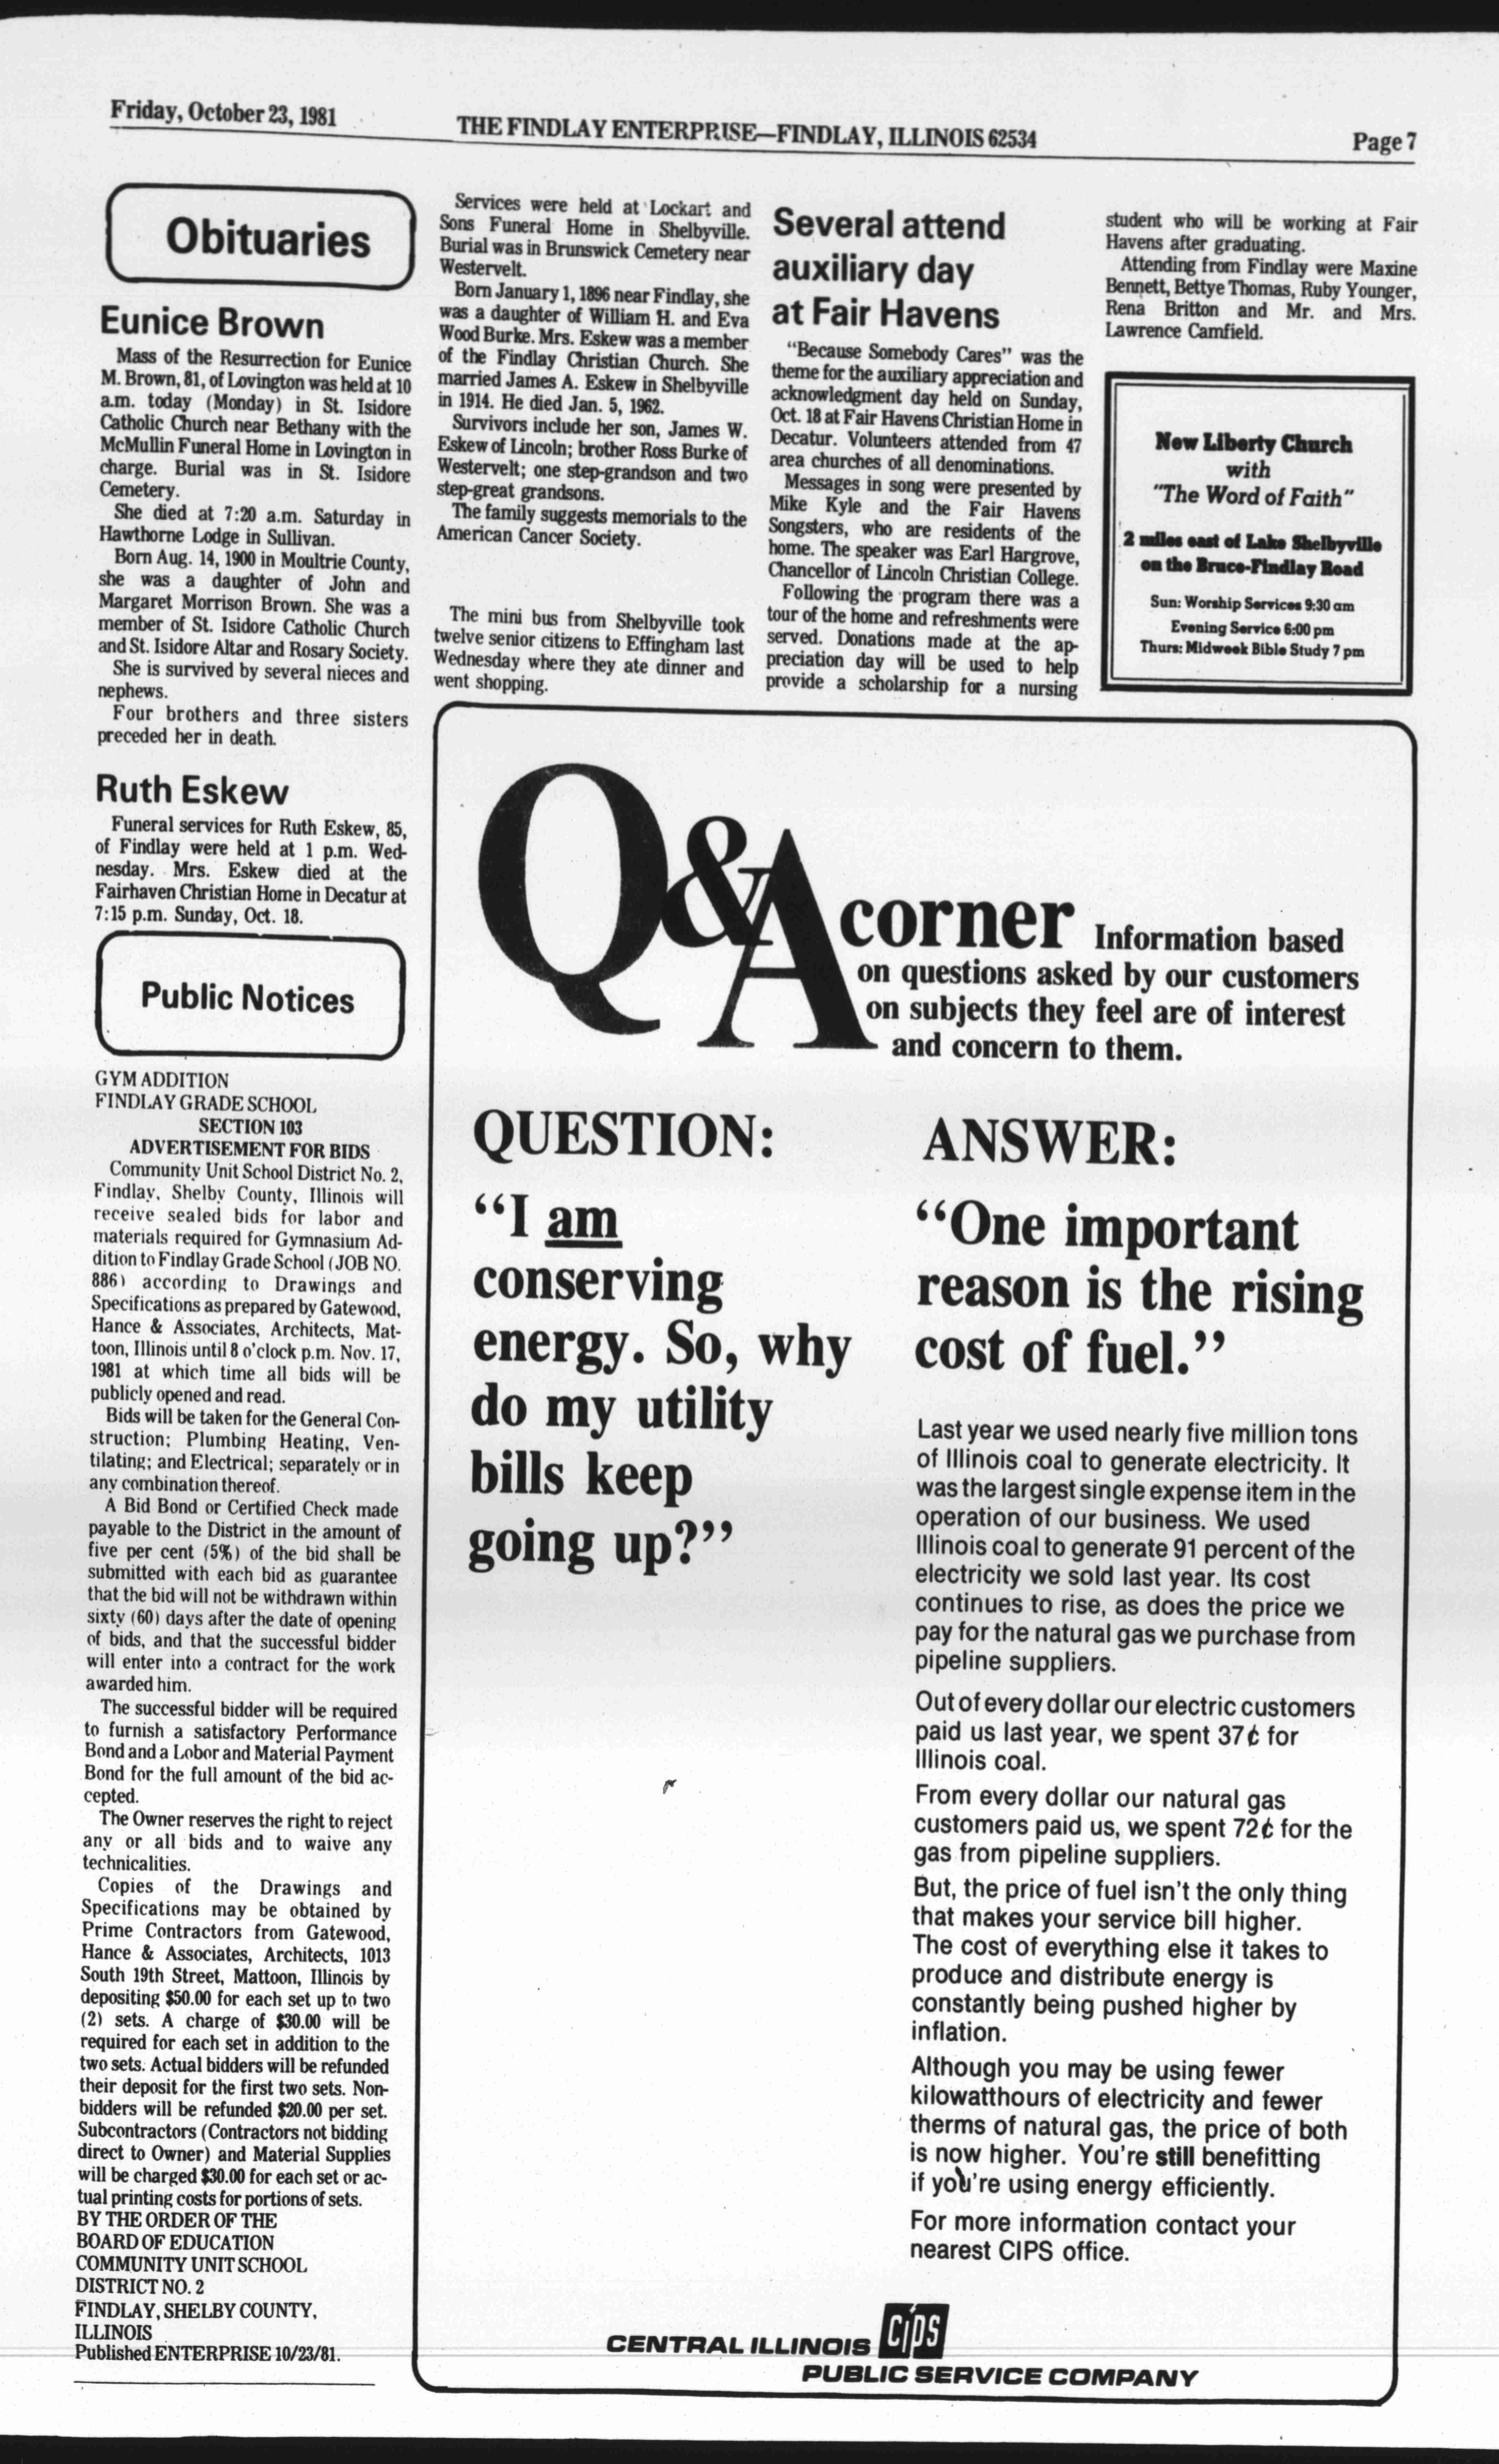 Friday, October 23, 1981
THE FINDLAY ENTERPRISE—FINDLAY, ILLINOIS 62534
Page 7
Obituaries
Eunice Brown
Mass of the Resurrection for Eunice
M. Brown, 81, of Lovington was held at 10
a.m. today (Monday) in St. Isidore
Catholic Church near Bethany with the
McMullin Funeral Home in Lovington in
charge. Burial was in St. Isidore
Cemetery.
She died at 7:20 a.m. Saturday in
Hawthorne Lodge in Sullivan.
Born Aug. 14, 1900 in Moultrie County,
she was a daughter of John and
Margaret Morrison Brown. She was a
member of St. Isidore Catholic Church
and St. Isidore Altar and Rosary Society.
She is survived by several nieces and
nephews.
Four brothers and three sisters
preceded her in death.
Ruth Eskew
Funeral services for Ruth Eskew, 85,
of Findlay were held at 1 p.m. Wed-
nesday. Mrs. Eskew died at the
Fairhaven Christian Home in Decatur at
7:15 p.m. Sunday, Oct. 18.
Services were held at Lockart and
Sons Funeral Home in Shelbyville.
Burial was in Brunswick Cemetery near
Westervelt.
Born January 1, 1896 near Findlay, she
was a daughter of William H. and Eva
Wood Burke. Mrs. Eskew was a member
of the Findlay Christian Church. She
married James A. Eskew in Shelbyville
in 1914. He died Jan. 5, 1962.
Survivors include her son, James W.
Eskew of Lincoln; brother Ross Burke of
Westervelt; one step-grandson and two
step-great grandsons.
The family suggests memorials to the
American Cancer Society.
The mini bus from Shelbyville took
twelve senior citizens to Effingham last
Wednesday where they ate dinner and
went shopping.
Several attend
auxiliary day
at Fair Havens
"Because Somebody Cares" was the
theme for the auxiliary appreciation and
acknowledgment day held on Sunday,
Oct. 18 at Fair Havens Christian Home in
Decatur. Volunteers attended from 47
area churches of all denominations.
Messages in song were presented by
Mike Kyle and the Fair Havens
Songsters, who are residents of the
home. The speaker was Earl Hargrove,
Chancellor of Lincoln Christian College.
Following the program there was a
tour of the home and refreshments were
served. Donations made at the ap-
preciation day will be used to help
provide a scholarship for a nursing
student who will be working at Fair
Havens after graduating.
Attending from Findlay were Maxine
Bennett, Bettye Thomas, Ruby Younger,
Rena Britton and Mr. and Mrs.
Lawrence Camfield.
New Liberty Church
with
"The Word of Faith"
2 miles east of Lake Shelbyville
on the Bruce-Findlay Road
Sun: Worship Services 9:30 am
Evening Service 6:00 pm
Thurs: Midweek Bible Study 7 pm
Public Notices
GYM ADDITION
FINDLAY GRADE SCHOOL
SECTION 103
ADVERTISEMENT FOR BIDS
Community Unit School District No. 2,
Findlay, Shelby County, Illinois will
receive sealed bids for labor and
materials required for Gymnasium Ad-
dition to Findlay Grade School (JOB NO.
886) according to Drawings and
Specifications as prepared by Gatewood,
Hance & Associates, Architects, Mat-
toon, Illinois until 8 o'clock p.m. Nov. 17,
1981 at which time all bids will be
publicly opened and read.
Bids will be taken for the General Con-
struction; Plumbing Heating, Ven-
tilating; and Electrical; separately or in
any combination thereof.
A Bid Bond or Certified Check made
payable to the District in the amount of
five per cent (5%) of the bid shall be
submitted with each bid as guarantee
that the bid will not be withdrawn within
sixty (60) days after the date of opening
of bids, and that the successful bidder
will enter into a contract for the work
awarded him.
The successful bidder will be required
to furnish a satisfactory Performance
Bond and a Lobor and Material Payment
Bond for the full amount of the bid ac-
cepted.
The Owner reserves the right to reject
any or all bids and to waive any
technicalities.
Copies of the Drawings and
Specifications may be obtained by
Prime Contractors from Gatewood,
Hance & Associates, Architects, 1013
South 19th Street, Mattoon, Illinois by
depositing $50.00 for each set up to two
(2) sets. A charge of $30.00 will be
required for each set in addition to the
two sets. Actual bidders will be refunded
their deposit for the first two sets. Non-
bidders will be refunded $20.00 per set.
Subcontractors (Contractors not bidding
direct to Owner) and Material Supplies
will be charged $30.00 for each set or ac-
tual printing costs for portions of sets.
BY THE ORDER OF THE
BOARD OF EDUCATION
COMMUNITY UNIT SCHOOL
DISTRICT NO. 2
FINDLAY, SHELBY COUNTY,
ILLINOIS
Published ENTERPRISE 10/23/81.
Q&A corner Information based
on questions asked by our customers
on subjects they feel are of interest
and concern to them.
QUESTION:
"I am
conserving
energy. So, why
do my utility
bills keep
going up?"
ANSWER:
"One important
reason is the rising
cost of fuel."
Last year we used nearly five million tons
of Illinois coal to generate electricity. It
was the largest single expense item in the
operation of our business. We used
Illinois coal to generate 91 percent of the
electricity we sold last year. Its cost
continues to rise, as does the price we
pay for the natural gas we purchase from
pipeline suppliers.
Out of every dollar our electric customers
paid us last year, we spent 37¢ for
Illinois coal.
From every dollar our natural gas
customers paid us, we spent 72¢ for the
gas from pipeline suppliers.
But, the price of fuel isn't the only thing
that makes your service bill higher.
The cost of everything else it takes to
produce and distribute energy is
constantly being pushed higher by
inflation.
Although you may be using fewer
kilowatthours of electricity and fewer
therms of natural gas, the price of both
is now higher. You're still benefitting
if you're using energy efficiently.
For more information contact your
nearest CIPS office.
CENTRAL ILLINOIS CIPS
PUBLIC SERVICE COMPANY